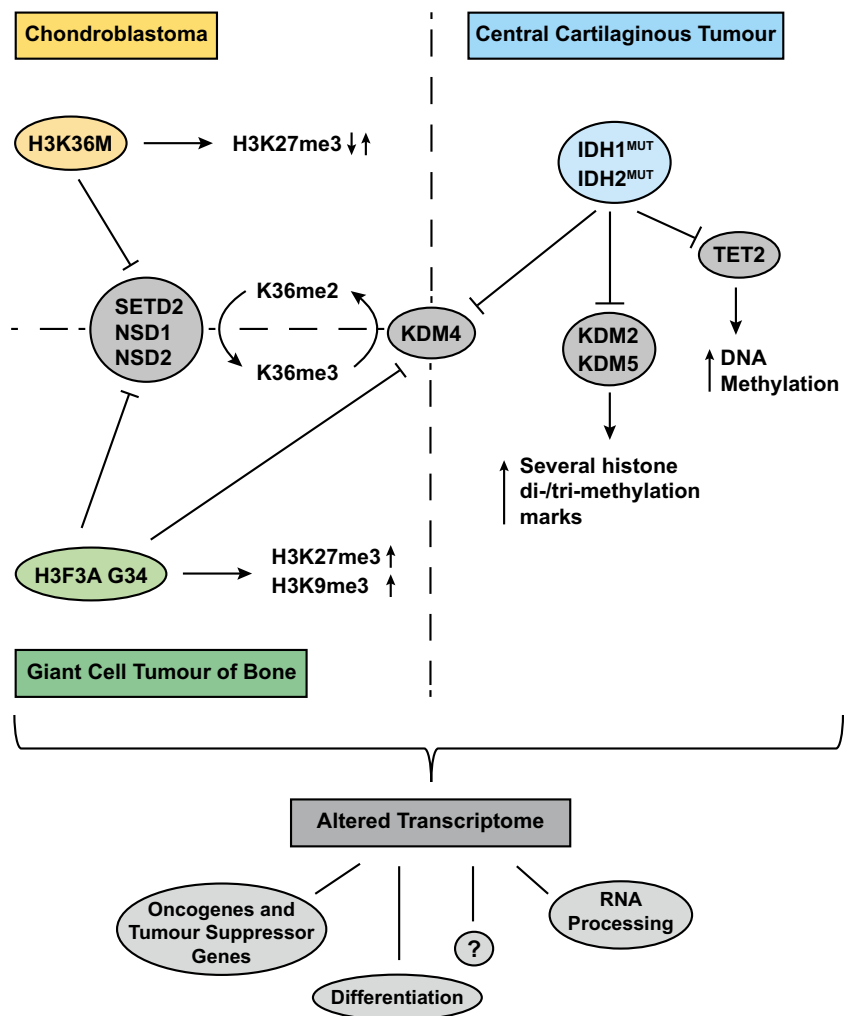 Chondroblastoma
Central Cartilaginous Tumour
H3K36M
H3K27me3
IDH1MUT
IDH2MUT
TET2
SETD2
NSD1
NSD2
K36me2
K36me3
KDM4
KDM2
KDM5
DNA
Methylation
Several histone
di-/tri-methylation
marks
H3F3A G34
H3K27me3
H3K9me3
Giant Cell Tumour of Bone
Altered Transcriptome
Oncogenes and
Tumour Suppressor
Genes
Differentiation
?
RNA
Processing